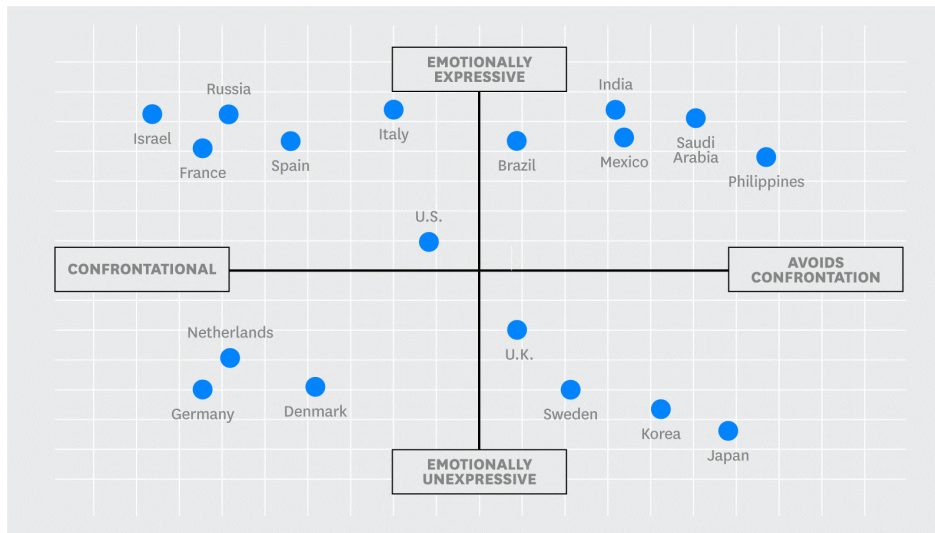 EMOTIONALLY
EXPRESSIVE
Russia
India
Israel
Italy
Saudi
Arabia
France
Spain
Brazil
Mexico
Philippines
U.S.
CONFRONTATIONAL
AVOIDS
CONFRONTATION
Netherlands
U.K.
Germany
Denmark
Sweden
Korea
Japan
EMOTIONALLY
UNEXPRESSIVE